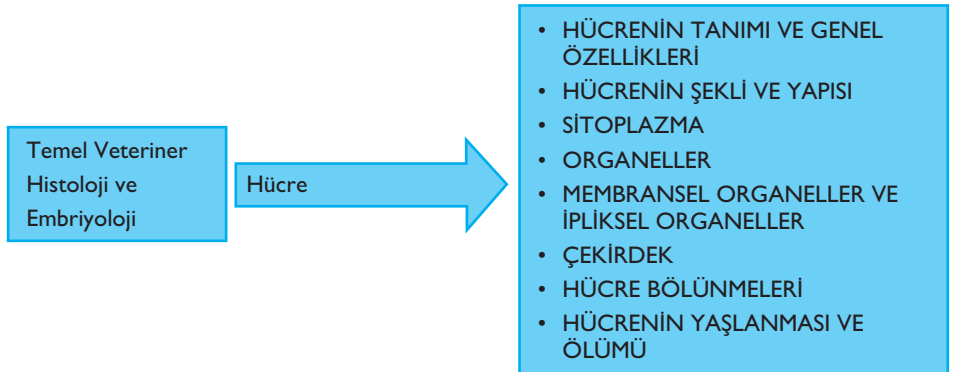 Temel Veteriner
Histoloji ve
Embriyoloji
Hücre
• HÜCRENİN TANIMI VE GENEL
ÖZELLİKLERİ
• HÜCRENİN ŞEKLİ VE YAPISI
• SİTOPLAZMA
• ORGANELLER
• MEMBRANSEL ORGANELLER VE
İPLİKSEL ORGANELLER
• ÇEKİRDEK
• HÜCRE BÖLÜNMELERİ
• HÜCRENİN YAŞLANMASI VE
ÖLÜMÜ